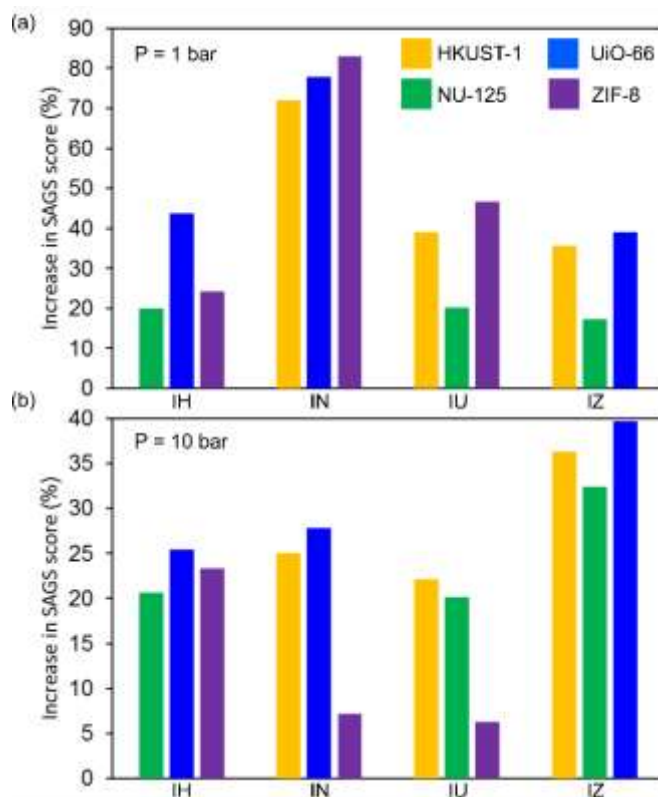 (a)
P = 1 bar
HKUST-1
UiO-66
NU-125
ZIF-8
Increase in SAGS score (%)
90
80
70
60
50
40
30
20
10
0
IH IN IU IZ
(b)
P = 10 bar
Increase in SAGS score (%)
40
35
30
25
20
15
10
5
0
IH IN IU IZ